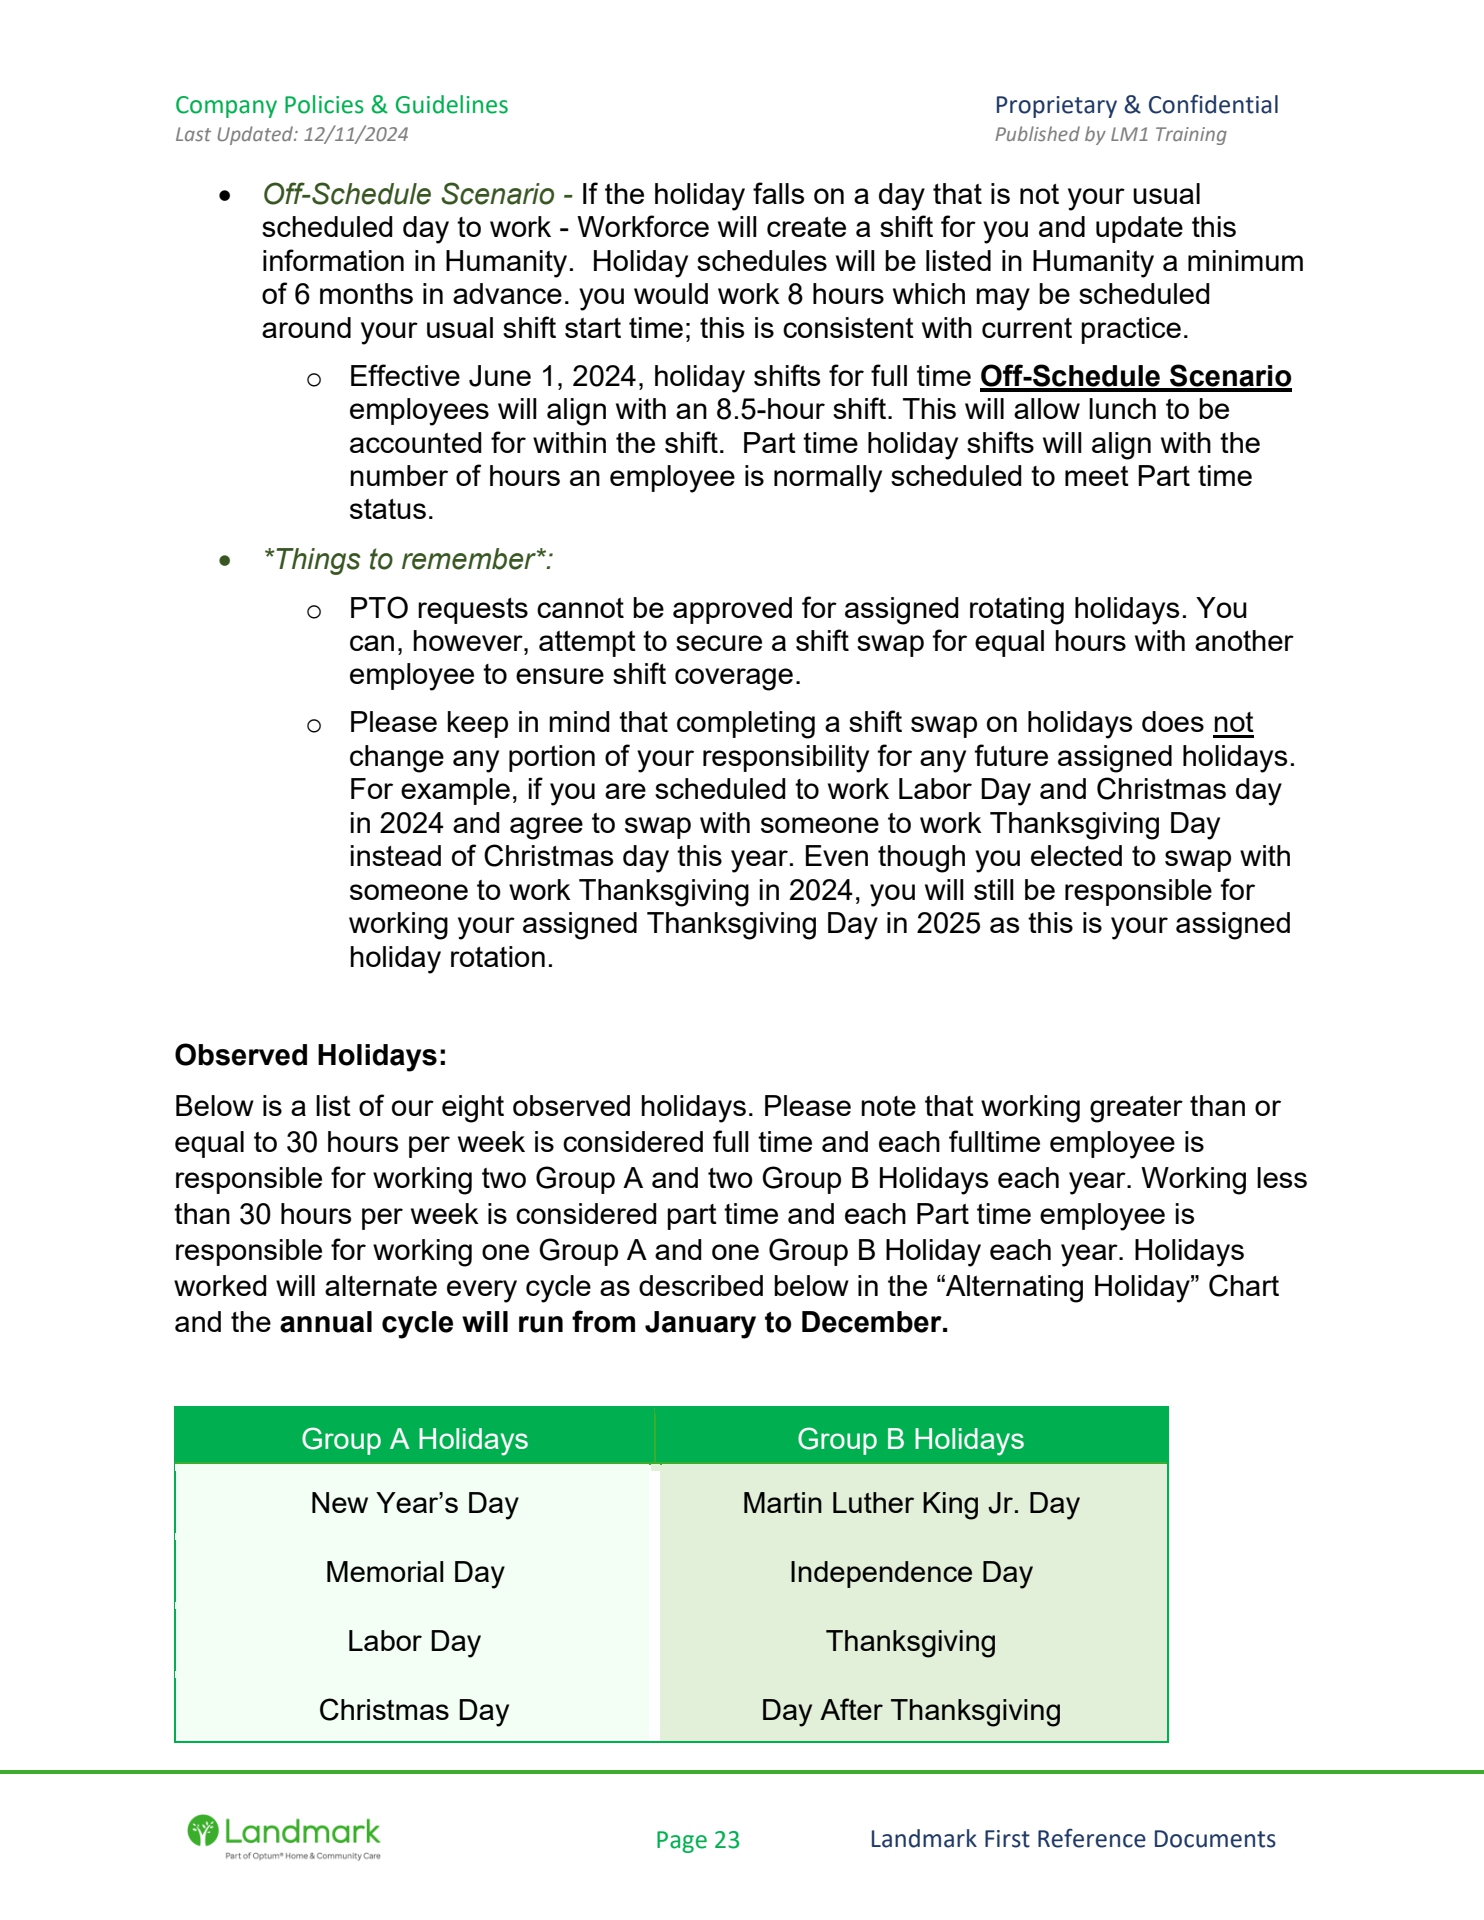 Company Policies & Guidelines
Proprietary & Confidential
Last Updated: 12/11/2024
Published by LM1 Training
• Off-Schedule Scenario - If the holiday falls on a day that is not your usual
scheduled day to work - Workforce will create a shift for you and update this
information in Humanity.  Holiday schedules will be listed in Humanity a minimum
of 6 months in advance. you would work 8 hours which may be scheduled
around your usual shift start time; this is consistent with current practice.
o Effective June 1, 2024, holiday shifts for full time Off-Schedule Scenario
employees will align with an 8.5-hour shift. This will allow lunch to be
accounted for within the shift.  Part time holiday shifts will align with the
number of hours an employee is normally scheduled to meet Part time
status.
• *Things to remember*:
o PTO requests cannot be approved for assigned rotating holidays. You
can, however, attempt to secure a shift swap for equal hours with another
employee to ensure shift coverage.
o Please keep in mind that completing a shift swap on holidays does not
change any portion of your responsibility for any future assigned holidays.
For example, if you are scheduled to work Labor Day and Christmas day
in 2024 and agree to swap with someone to work Thanksgiving Day
instead of Christmas day this year. Even though you elected to swap with
someone to work Thanksgiving in 2024, you will still be responsible for
working your assigned Thanksgiving Day in 2025 as this is your assigned
holiday rotation.
Observed Holidays:
Below is a list of our eight observed holidays. Please note that working greater than or
equal to 30 hours per week is considered full time and each fulltime employee is
responsible for working two Group A and two Group B Holidays each year. Working less
than 30 hours per week is considered part time and each Part time employee is
responsible for working one Group A and one Group B Holiday each year. Holidays
worked will alternate every cycle as described below in the “Alternating Holiday” Chart
and the annual cycle will run from January to December.
Group A Holidays
Group B Holidays
New Year’s Day
Martin Luther King Jr. Day
Memorial Day
Independence Day
Labor Day
Thanksgiving
Christmas Day
Day After Thanksgiving
Landmark
Part of Optum® Home & Community Care
Page 23
Landmark First Reference Documents